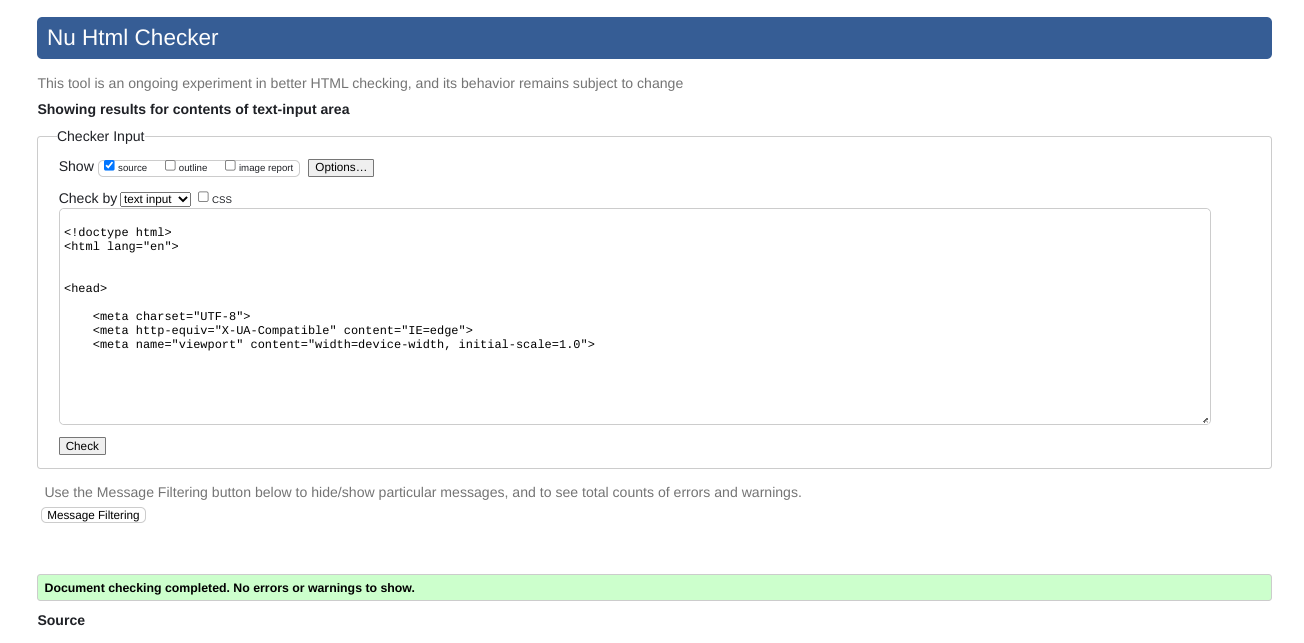 Nu Html Checker
This tool is an ongoing experiment in better HTML checking, and its behavior remains subject to change
Showing results for contents of text-input area
Checker Input
Show source outline image report Options...
Check by text input CSS
<!doctype html>
<html lang="en">
<head>
<meta charset="UTF-8">
<meta http-equiv="X-UA-Compatible" content="IE=edge">
<meta name="viewport" content="width=device-width, initial-scale=1.0">
Check
Use the Message Filtering button below to hide/show particular messages, and to see total counts of errors and warnings.
Message Filtering
Document checking completed. No errors or warnings to show.
Source